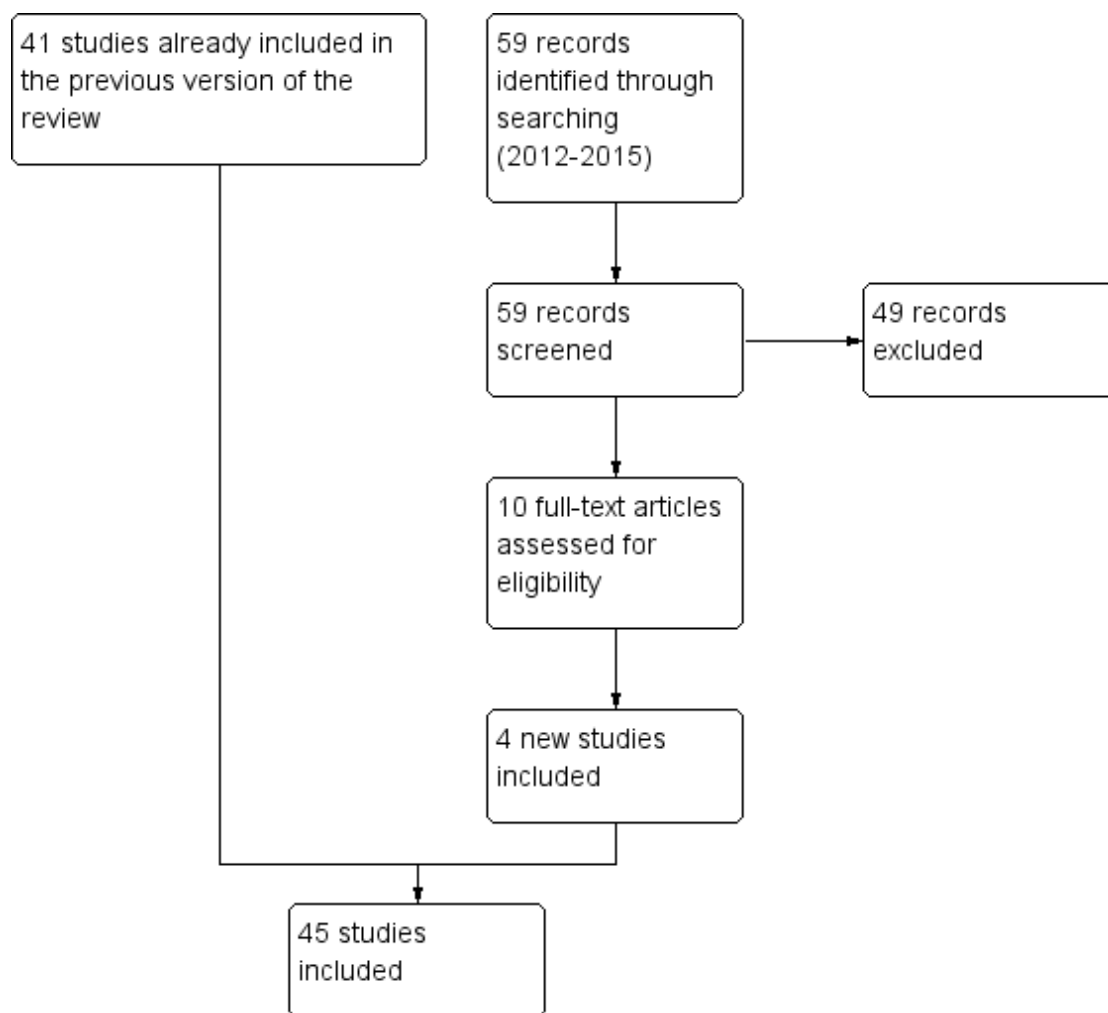 41 studies already included in
the previous version of the
review
59 records
identified through
searching
(2012-2015)
59 records
screened
49 records
excluded
10 full-text articles
assessed for
eligibility
4 new studies
included
45 studies
included